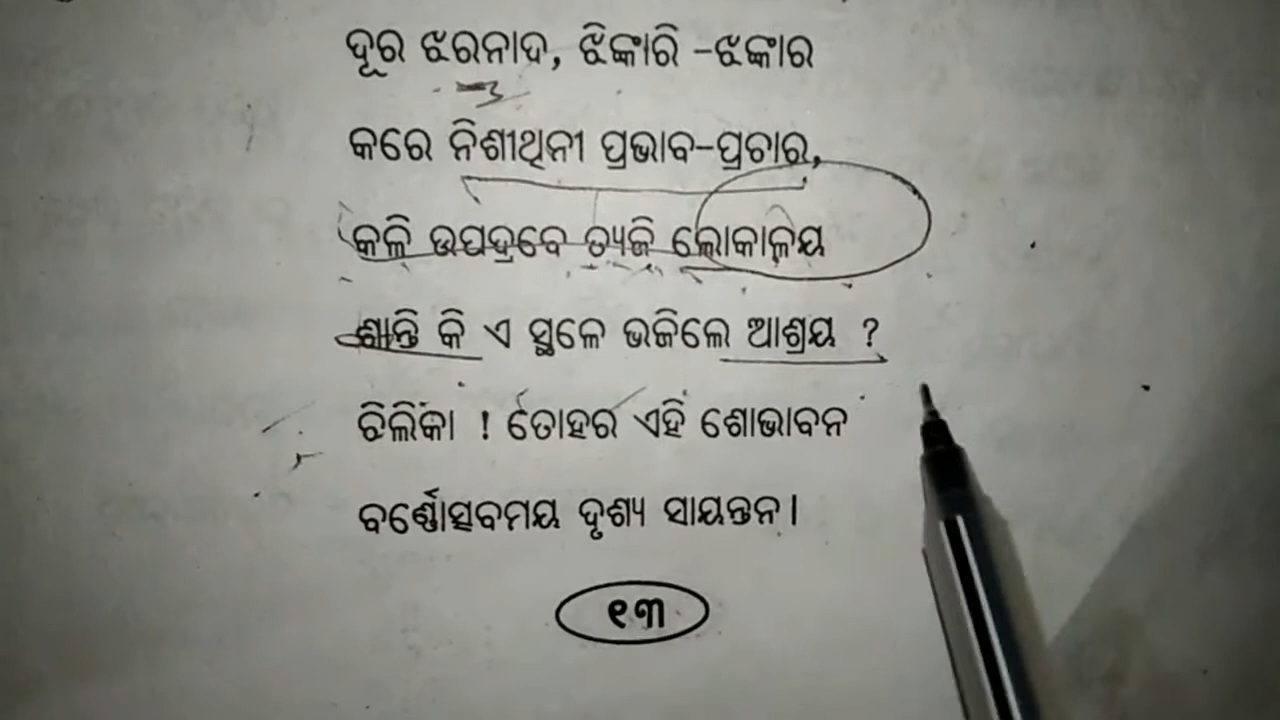 ଦୂର ଝରନାଦ, ଝିଙ୍କାରି -ଝଙ୍କାର
କରେ ନିଶୀଥିନୀ ପ୍ରଭାବ-ପ୍ରଚାର,
କଳି ଉପଦ୍ରବେ ତ୍ୟଜି ଲୋକାଳୟ
ଶାନ୍ତି କି ଏ ସ୍ଥଳେ ଭଜିଲେ ଆଶ୍ରୟ ?
ଚିଲିକା ! ତୋହର ଏହି ଶୋଭାବନ
ବର୍ଣ୍ଣୋତ୍ସବମୟ ଦୃଶ୍ୟ ସାୟନ୍ତନ।
୧୩